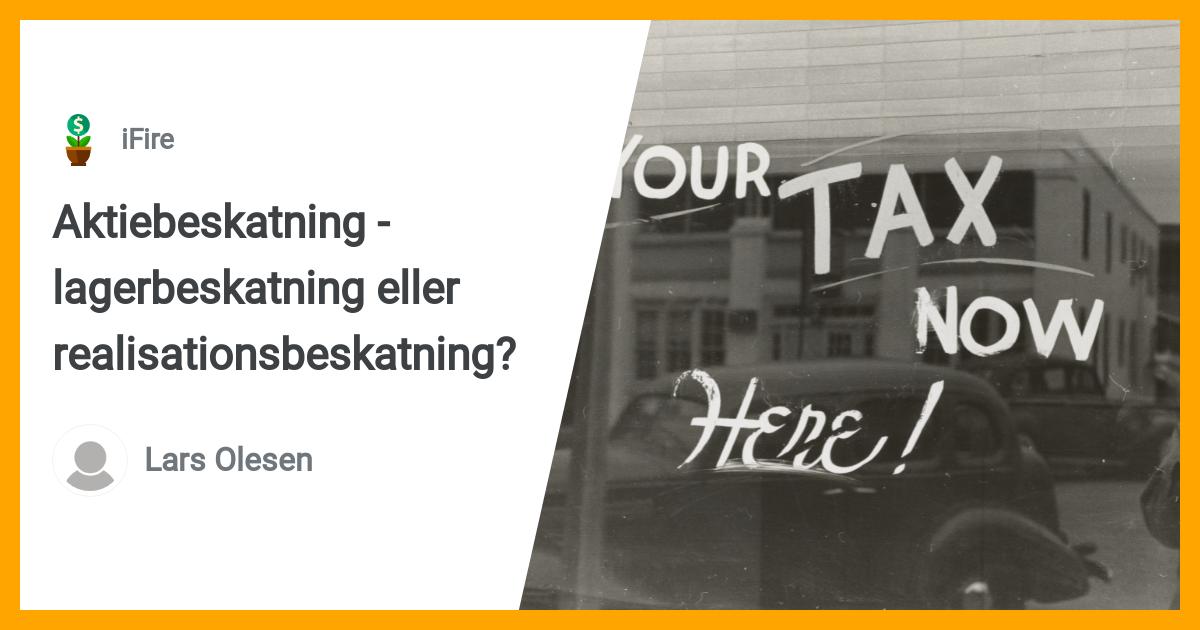 iFire
Aktiebeskatning -
lagerbeskatning eller
realisationsbeskatning?
Lars Olesen
YOUR TAX
NOW
HERE!